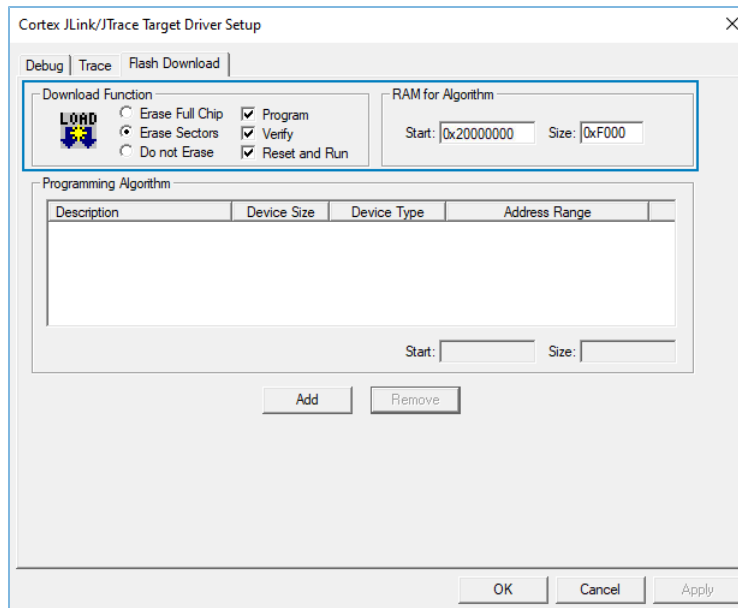 Cortex JLink/JTrace Target Driver Setup
Debug Trace Flash Download
Download Function
LOAD
Erase Full Chip
Erase Sectors
Do not Erase
Program
Verify
Reset and Run
RAM for Algorithm
Start: 0x20000000 Size: 0xF000
Programming Algorithm
Description Device Size Device Type Address Range
Start: Size:
Add Remove
OK Cancel Apply